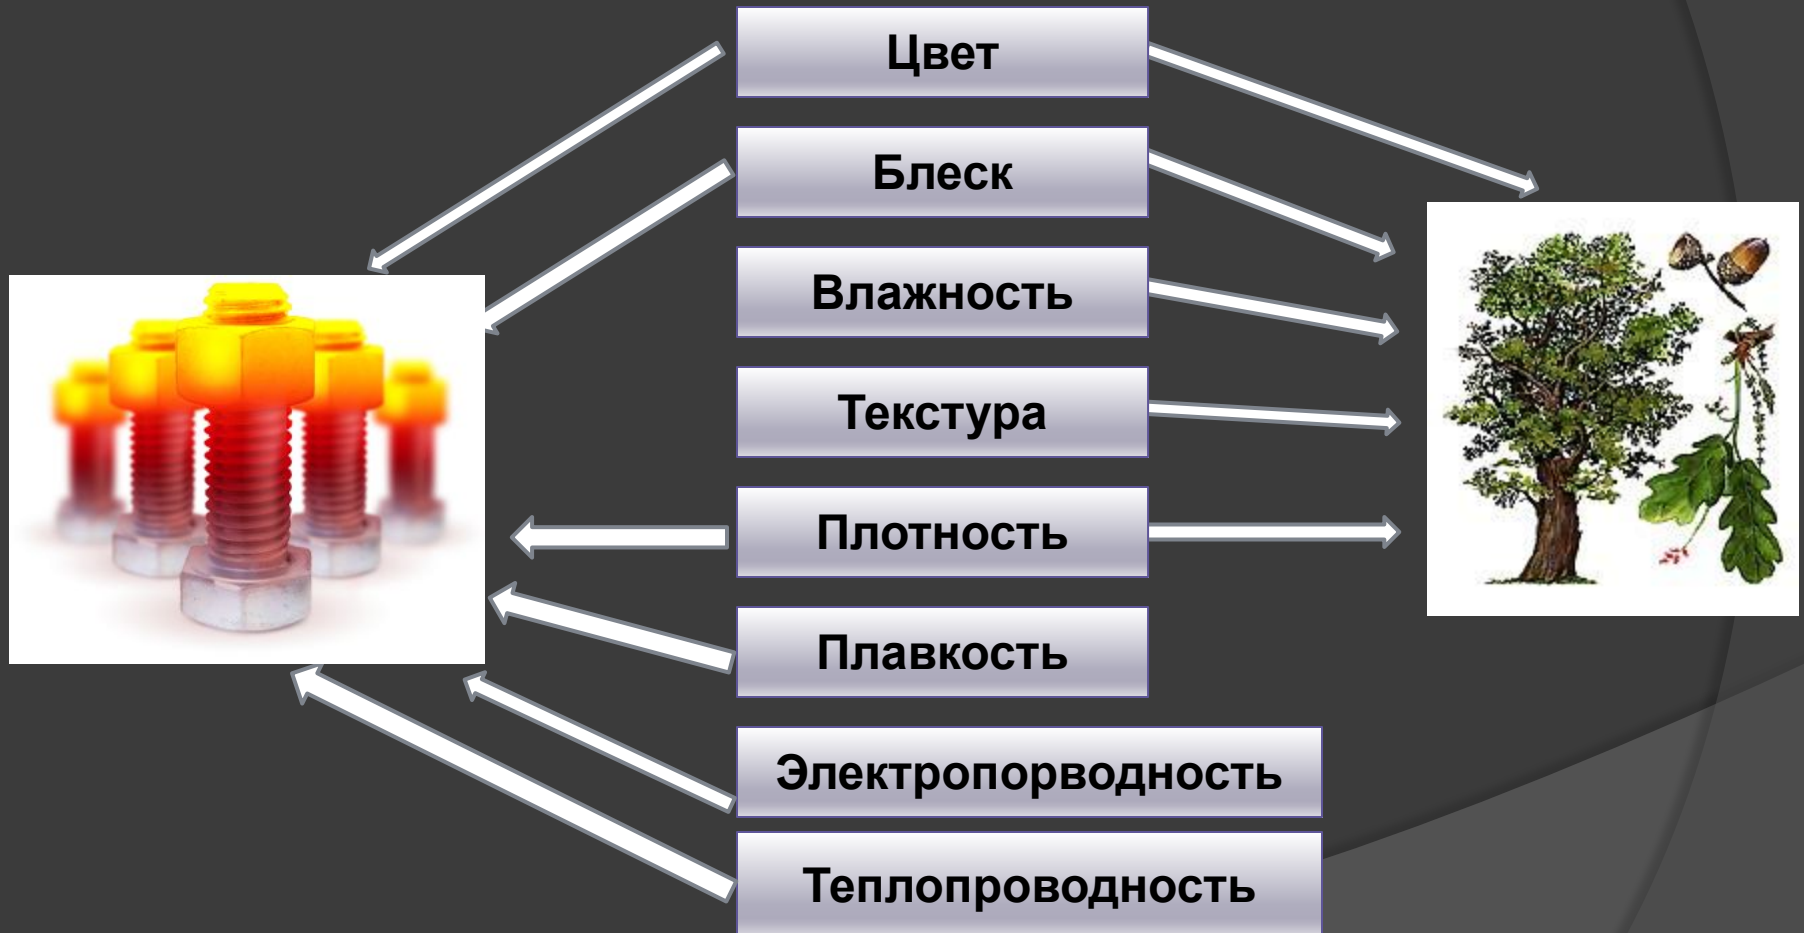 Цвет
Блеск
Влажность
Текстура
Плотность
Плавкость
Электропорводность
Теплопроводность